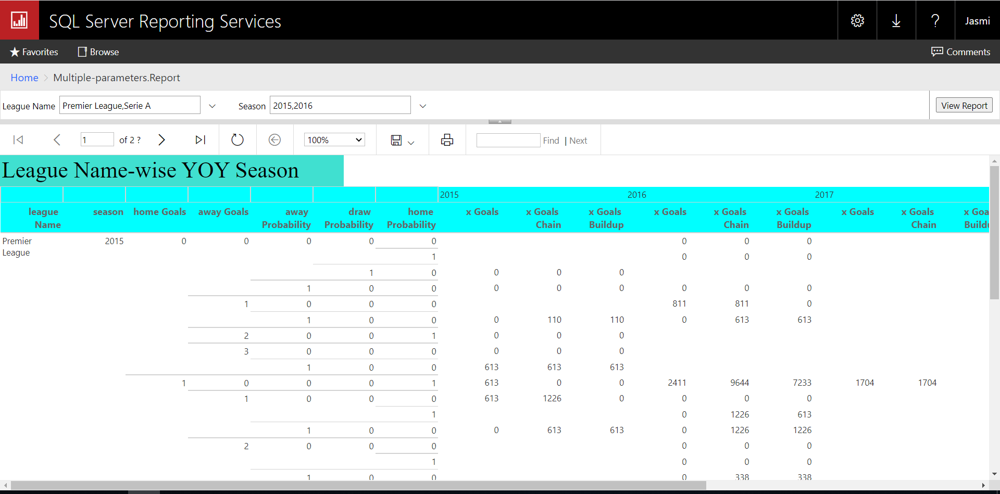 SQL Server Reporting Services
? Jasmi
Favorites Browse Comments
Home > Multiple-parameters.Report
League Name Premier League,Serie A Season 2015,2016 View Report
1 of 2 ? 100% Find | Next
League Name-wise YOY Season
2015 2016 2017
league season home Goals away Goals away draw home x Goals x Goals x Goals x Goals x Goals x Goals x Goals x Goals x Goa
Name Probability Probability Probability Chain Buildup Chain Buildup Chain Build
Premier 2015 0 0 0 0 0 0 0 0
League
1 0 0 0
1 0 0 0 0
1 0 0 0 0 0 0 0 0
1 0 0 0 811 811 0
1 0 0 0 110 110 0 613 613
2 0 0 1 0 0 0
3 0 0 0 0 0 0
1 0 0 613 613 613
1 0 0 0 1 613 0 0 2411 9644 7233 1704 1704
1 0 0 0 613 1226 0 0 0 0
1 0 1226 613
1 0 0 0 613 613 0 1226 1226
2 0 0 0 0 0 0
1 0 0 0
1 0 0 0 338 338